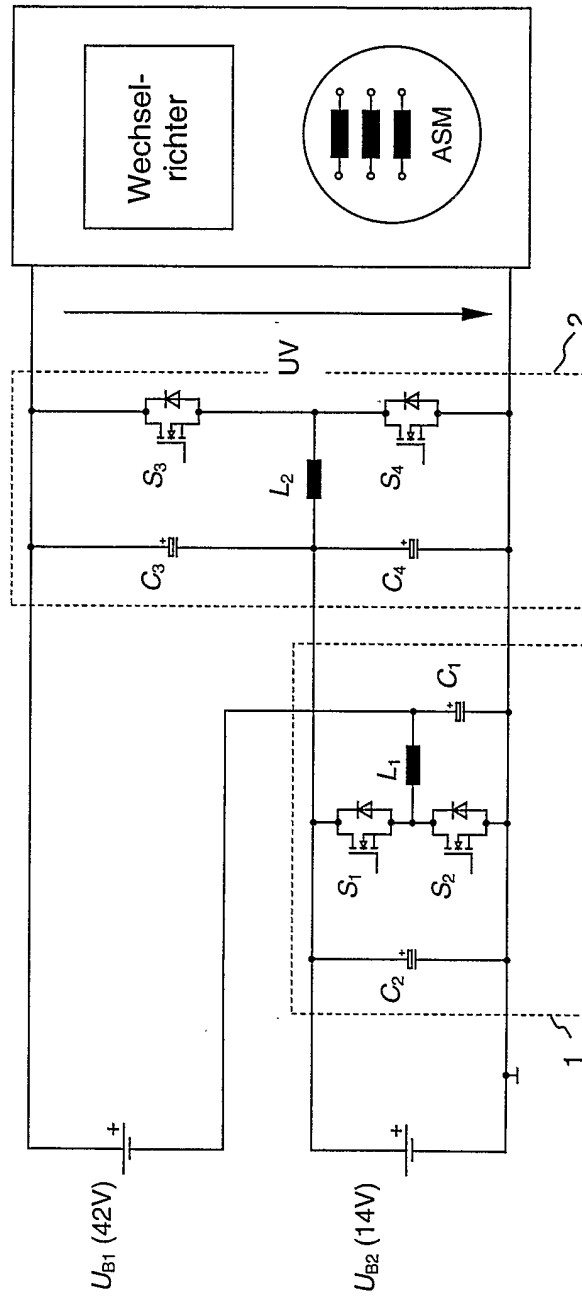 Wechsel-
richter
ASM
UV
2
S3
S4
L2
C3
C4
C1
L1
S1
S2
C2
1
+
UB1 (42V)
+
UB2 (14V)